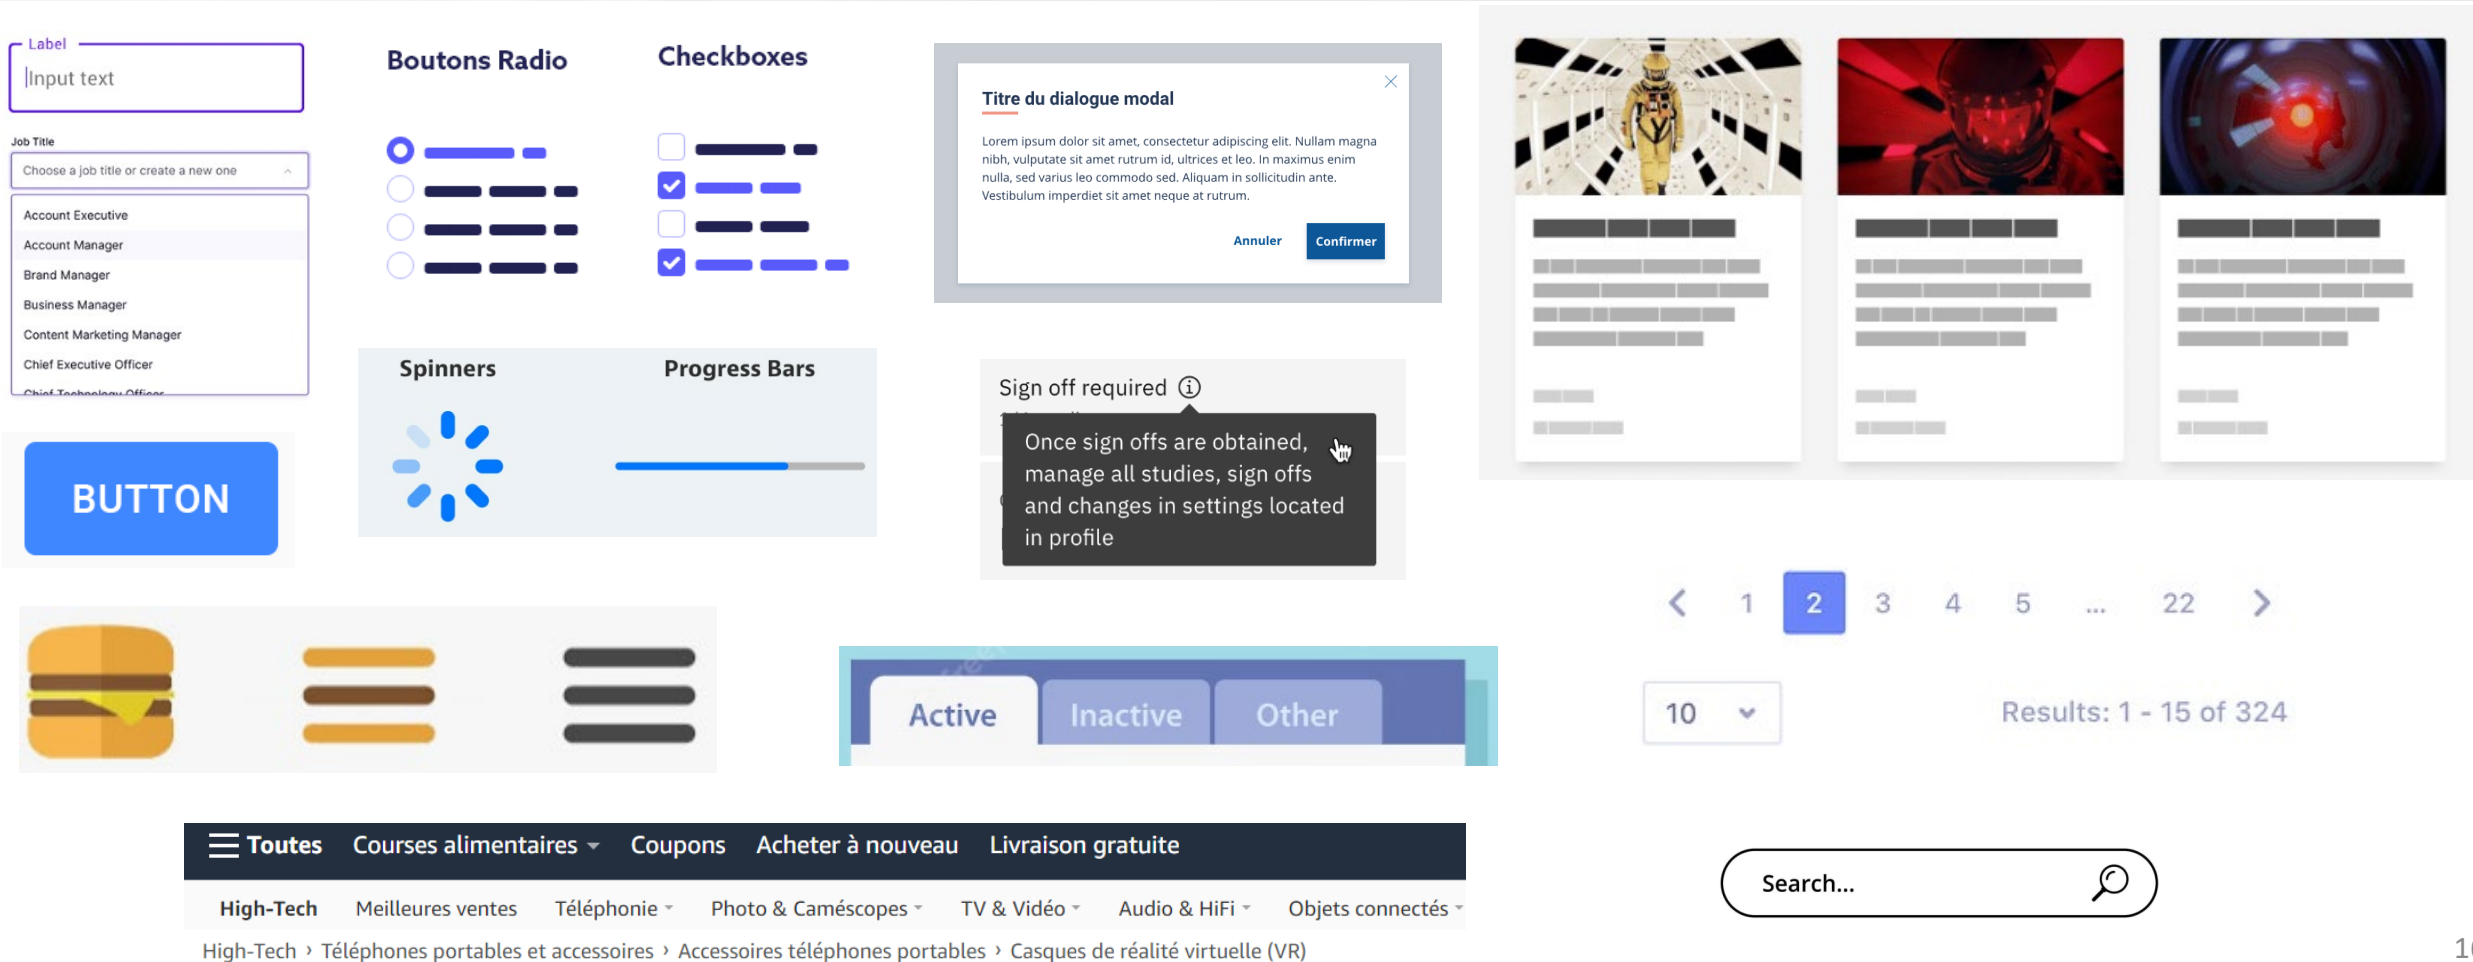 Label
Input text
Job Title
Choose a job title or create a new one
Account Executive
Account Manager
Brand Manager
Business Manager
Content Marketing Manager
Chief Executive Officer
Chief Technology Officer
BUTTON
Boutons Radio
Checkboxes
Spinners
Progress Bars
Titre du dialogue modal
Lorem ipsum dolor sit amet, consectetur adipiscing elit. Nullam magna
nibh, vulputate sit amet rutrum id, ultrices et leo. In maximus enim
nulla, sed varius leo commodo sed. Aliquam in sollicitudin ante.
Vestibulum imperdiet sit amet neque at rutrum.
Annuler Confirmer
Sign off required
Once sign offs are obtained,
manage all studies, sign offs
and changes in settings located
in profile
1 2 3 4 5 ... 22
10 Results: 1 - 15 of 324
Active Inactive Other
Toutes Courses alimentaires Coupons Acheter à nouveau Livraison gratuite
High-Tech Meilleures ventes Téléphonie Photo & Caméscopes TV & Vidéo Audio & HiFi Objets connectés
High-Tech › Téléphones portables et accessoires › Accessoires téléphones portables › Casques de réalité virtuelle (VR)
Search...